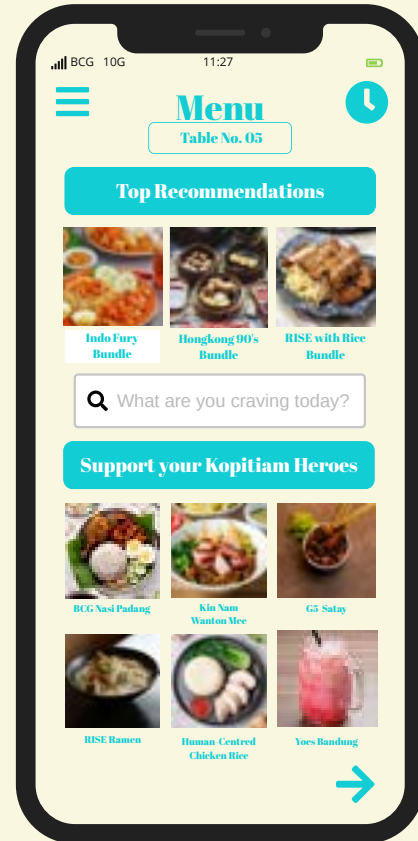 BCG 10G 11:27
Menu
Table No. 05
Top Recommendations
Indo Fury
Bundle
Hongkong 90's
Bundle
RISE with Rice
Bundle
What are you craving today?
Support your Kopitiam Heroes
BCG Nasi Padang
Kin Nam
Wanton Mee
G5 Satay
RISE Ramen
Human-Centred
Chicken Rice
Yoes Bandung